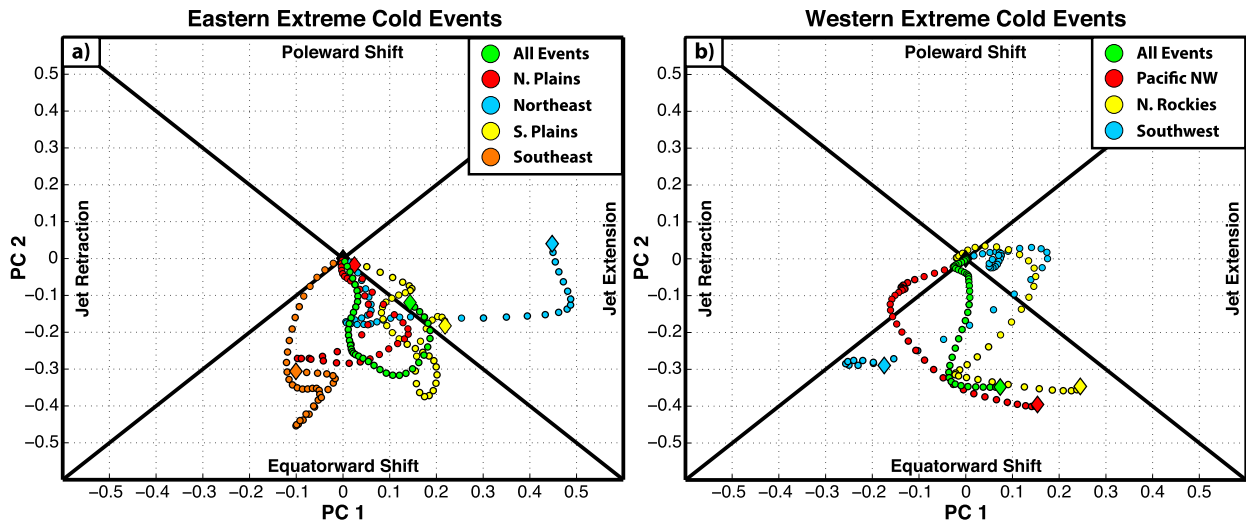 Eastern Extreme Cold Events
a)
Poleward Shift
All Events
N. Plains
Northeast
S. Plains
Southeast
0.5
0.4
0.3
0.2
0.1
0
−0.1
−0.2
−0.3
−0.4
−0.5
PC 2
Jet Retraction
Jet Extension
Equatorward Shift
−0.5 −0.4 −0.3 −0.2 −0.1 0 0.1 0.2 0.3 0.4 0.5
PC 1
Western Extreme Cold Events
b)
Poleward Shift
All Events
Pacific NW
N. Rockies
Southwest
0.5
0.4
0.3
0.2
0.1
0
−0.1
−0.2
−0.3
−0.4
−0.5
PC 2
Jet Retraction
Jet Extension
Equatorward Shift
−0.5 −0.4 −0.3 −0.2 −0.1 0 0.1 0.2 0.3 0.4 0.5
PC 1